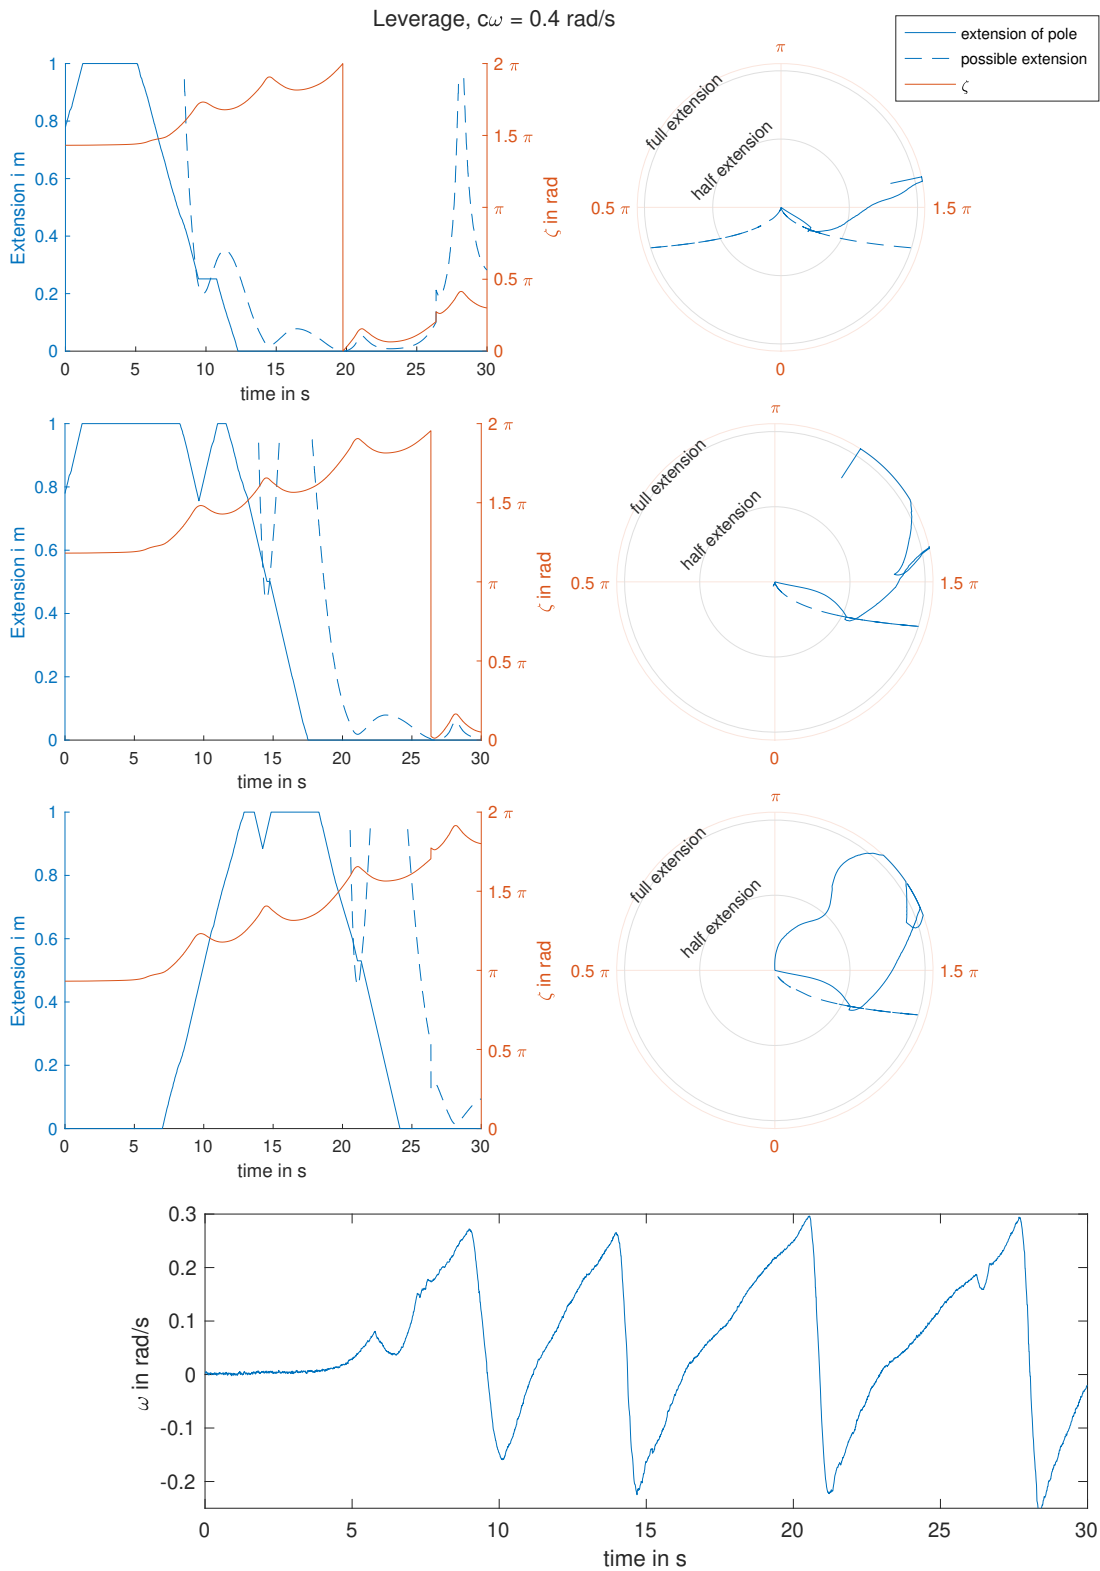 Leverage, cω = 0.4 rad/s
extension of pole
possible extension
ζ
1
0.8
0.6
0.4
0.2
0
Extension i m
2 π
1.5 π
π
0.5 π
0
ζ in rad
0 5 10 15 20 25 30
time in s
π
full extension
half extension
0.5 π
1.5 π
0
1
0.8
0.6
0.4
0.2
0
Extension i m
2 π
1.5 π
π
0.5 π
0
ζ in rad
0 5 10 15 20 25 30
time in s
π
full extension
half extension
0.5 π
1.5 π
0
1
0.8
0.6
0.4
0.2
0
Extension i m
2 π
1.5 π
π
0.5 π
0
ζ in rad
0 5 10 15 20 25 30
time in s
π
full extension
half extension
0.5 π
1.5 π
0
0.3
0.2
0.1
0
-0.1
-0.2
ω in rad/s
0 5 10 15 20 25 30
time in s